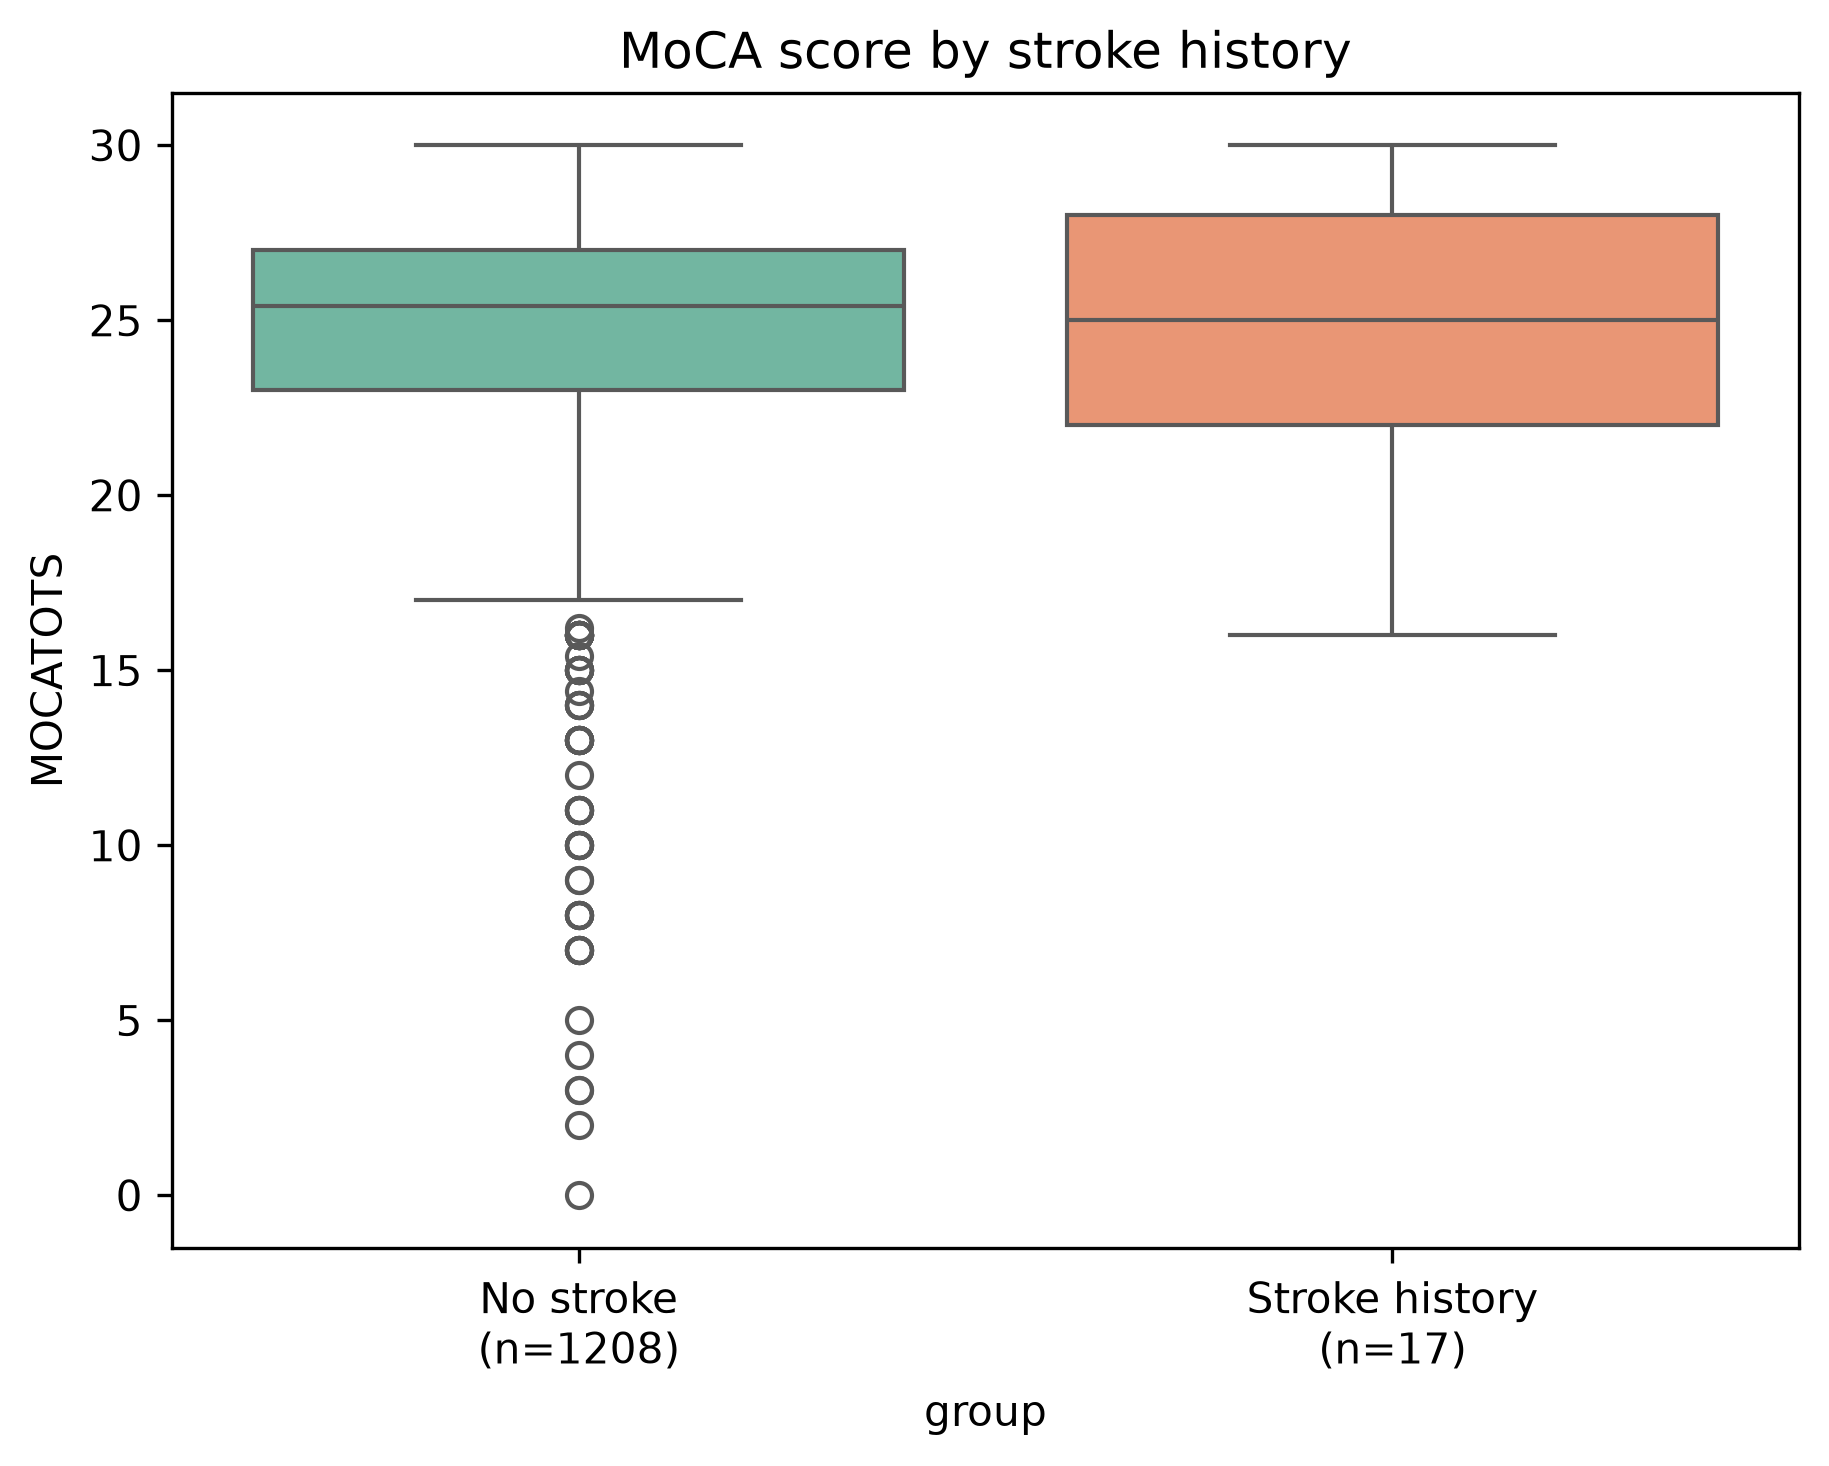 MoCA score by stroke history
30
25
20
15
10
5
0
MOCATOTS
No stroke
(n=1208)
Stroke history
(n=17)
group